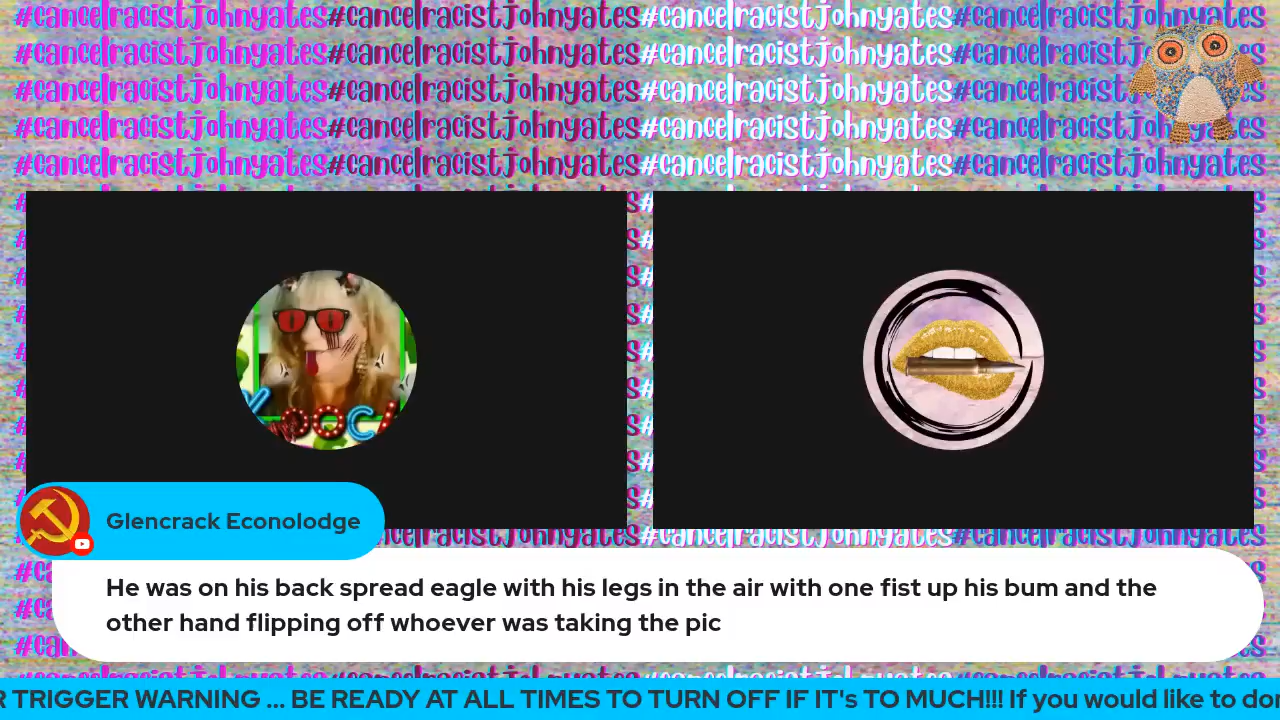 #cancelracistjohnyates#cancelracistjohnyates#cancelracistjohnyates#cancelracistjohnyates
#cancelracistjohnyates#cancelracistjohnyates#cancelracistjohnyates#cancelracistjohnyates
#cancelracistjohnyates#cancelracistjohnyates#cancelracistjohnyates#cancelracistjohnyates
#cancelracistjohnyates#cancelracistjohnyates#cancelracistjohnyates#cancelracistjohnyates
#cancelracistjohnyates#cancelracistjohnyates#cancelracistjohnyates#cancelracistjohnyates
Glencrack Econolodge
He was on his back spread eagle with his legs in the air with one fist up his bum and the
other hand flipping off whoever was taking the pic
R TRIGGER WARNING ... BE READY AT ALL TIMES TO TURN OFF IF IT's TO MUCH!!! If you would like to don